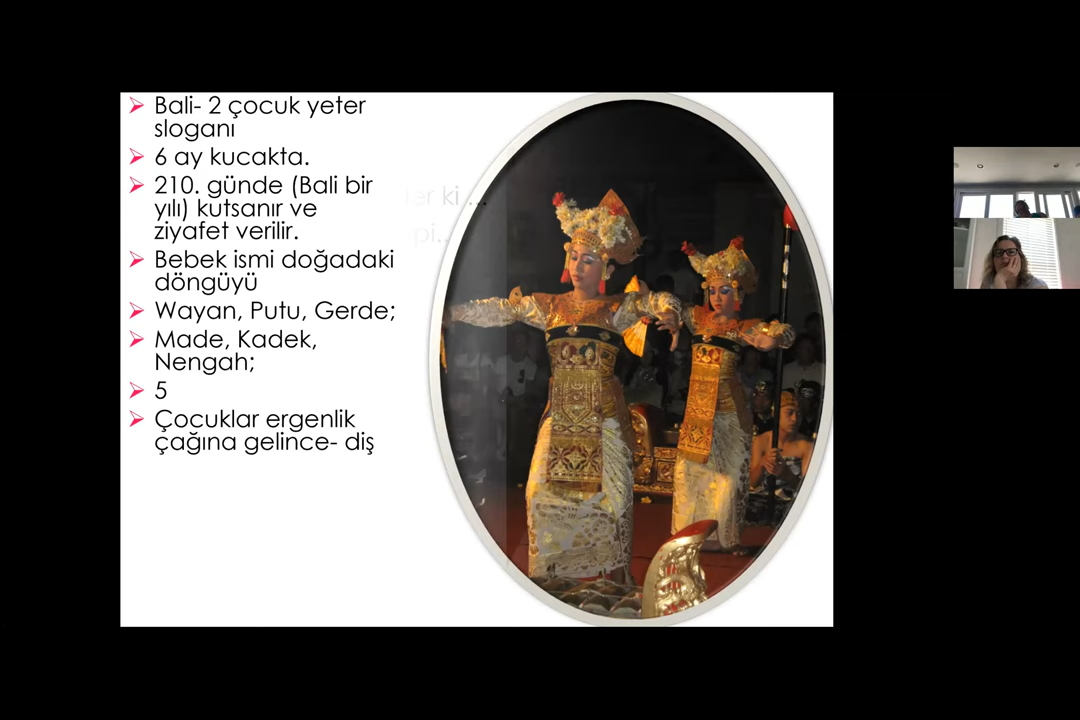 Bali- 2 çocuk yeter
sloganı
6 ay kucakta.
210. günde (Bali bir
yılı) kutsanır ve
ziyafet verilir.
Bebek ismi doğadaki
döngüyü
Wayan, Putu, Gerde;
Made, Kadek,
Nengah;
5
Çocuklar ergenlik
çağına gelince- diş
ki ...